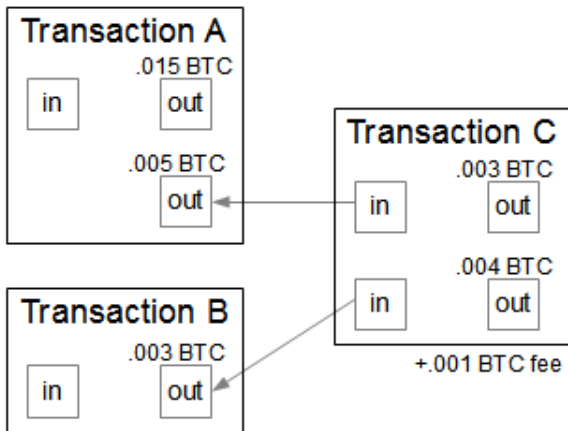 Transaction A
.015 BTC
in out
.005 BTC
out
Transaction B
.003 BTC
in out
Transaction C
.003 BTC
in out
.004 BTC
in out
+.001 BTC fee